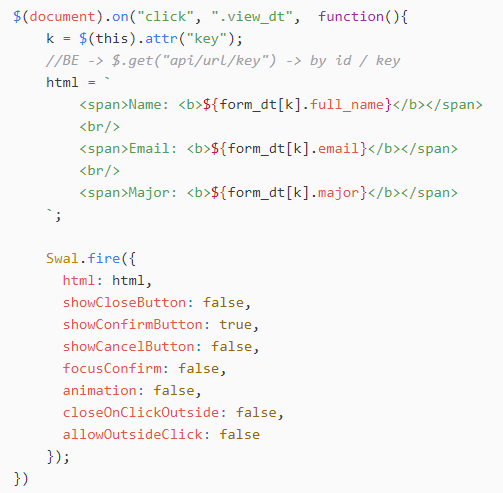 $(document).on("click", ".view_dt",  function(){
    k = $(this).attr("key");
    //BE -> $.get("api/url/key") -> by id / key
    html = `
        <span>Name: <b>${form_dt[k].full_name}</b></span>
        <br/>
        <span>Email: <b>${form_dt[k].email}</b></span>
        <br/>
        <span>Major: <b>${form_dt[k].major}</b></span>
    `;

    Swal.fire({
      html: html,
      showCloseButton: false,
      showConfirmButton: true,
      showCancelButton: false,
      focusConfirm: false,
      animation: false,
      closeOnClickOutside: false,
      allowOutsideClick: false
    });
})